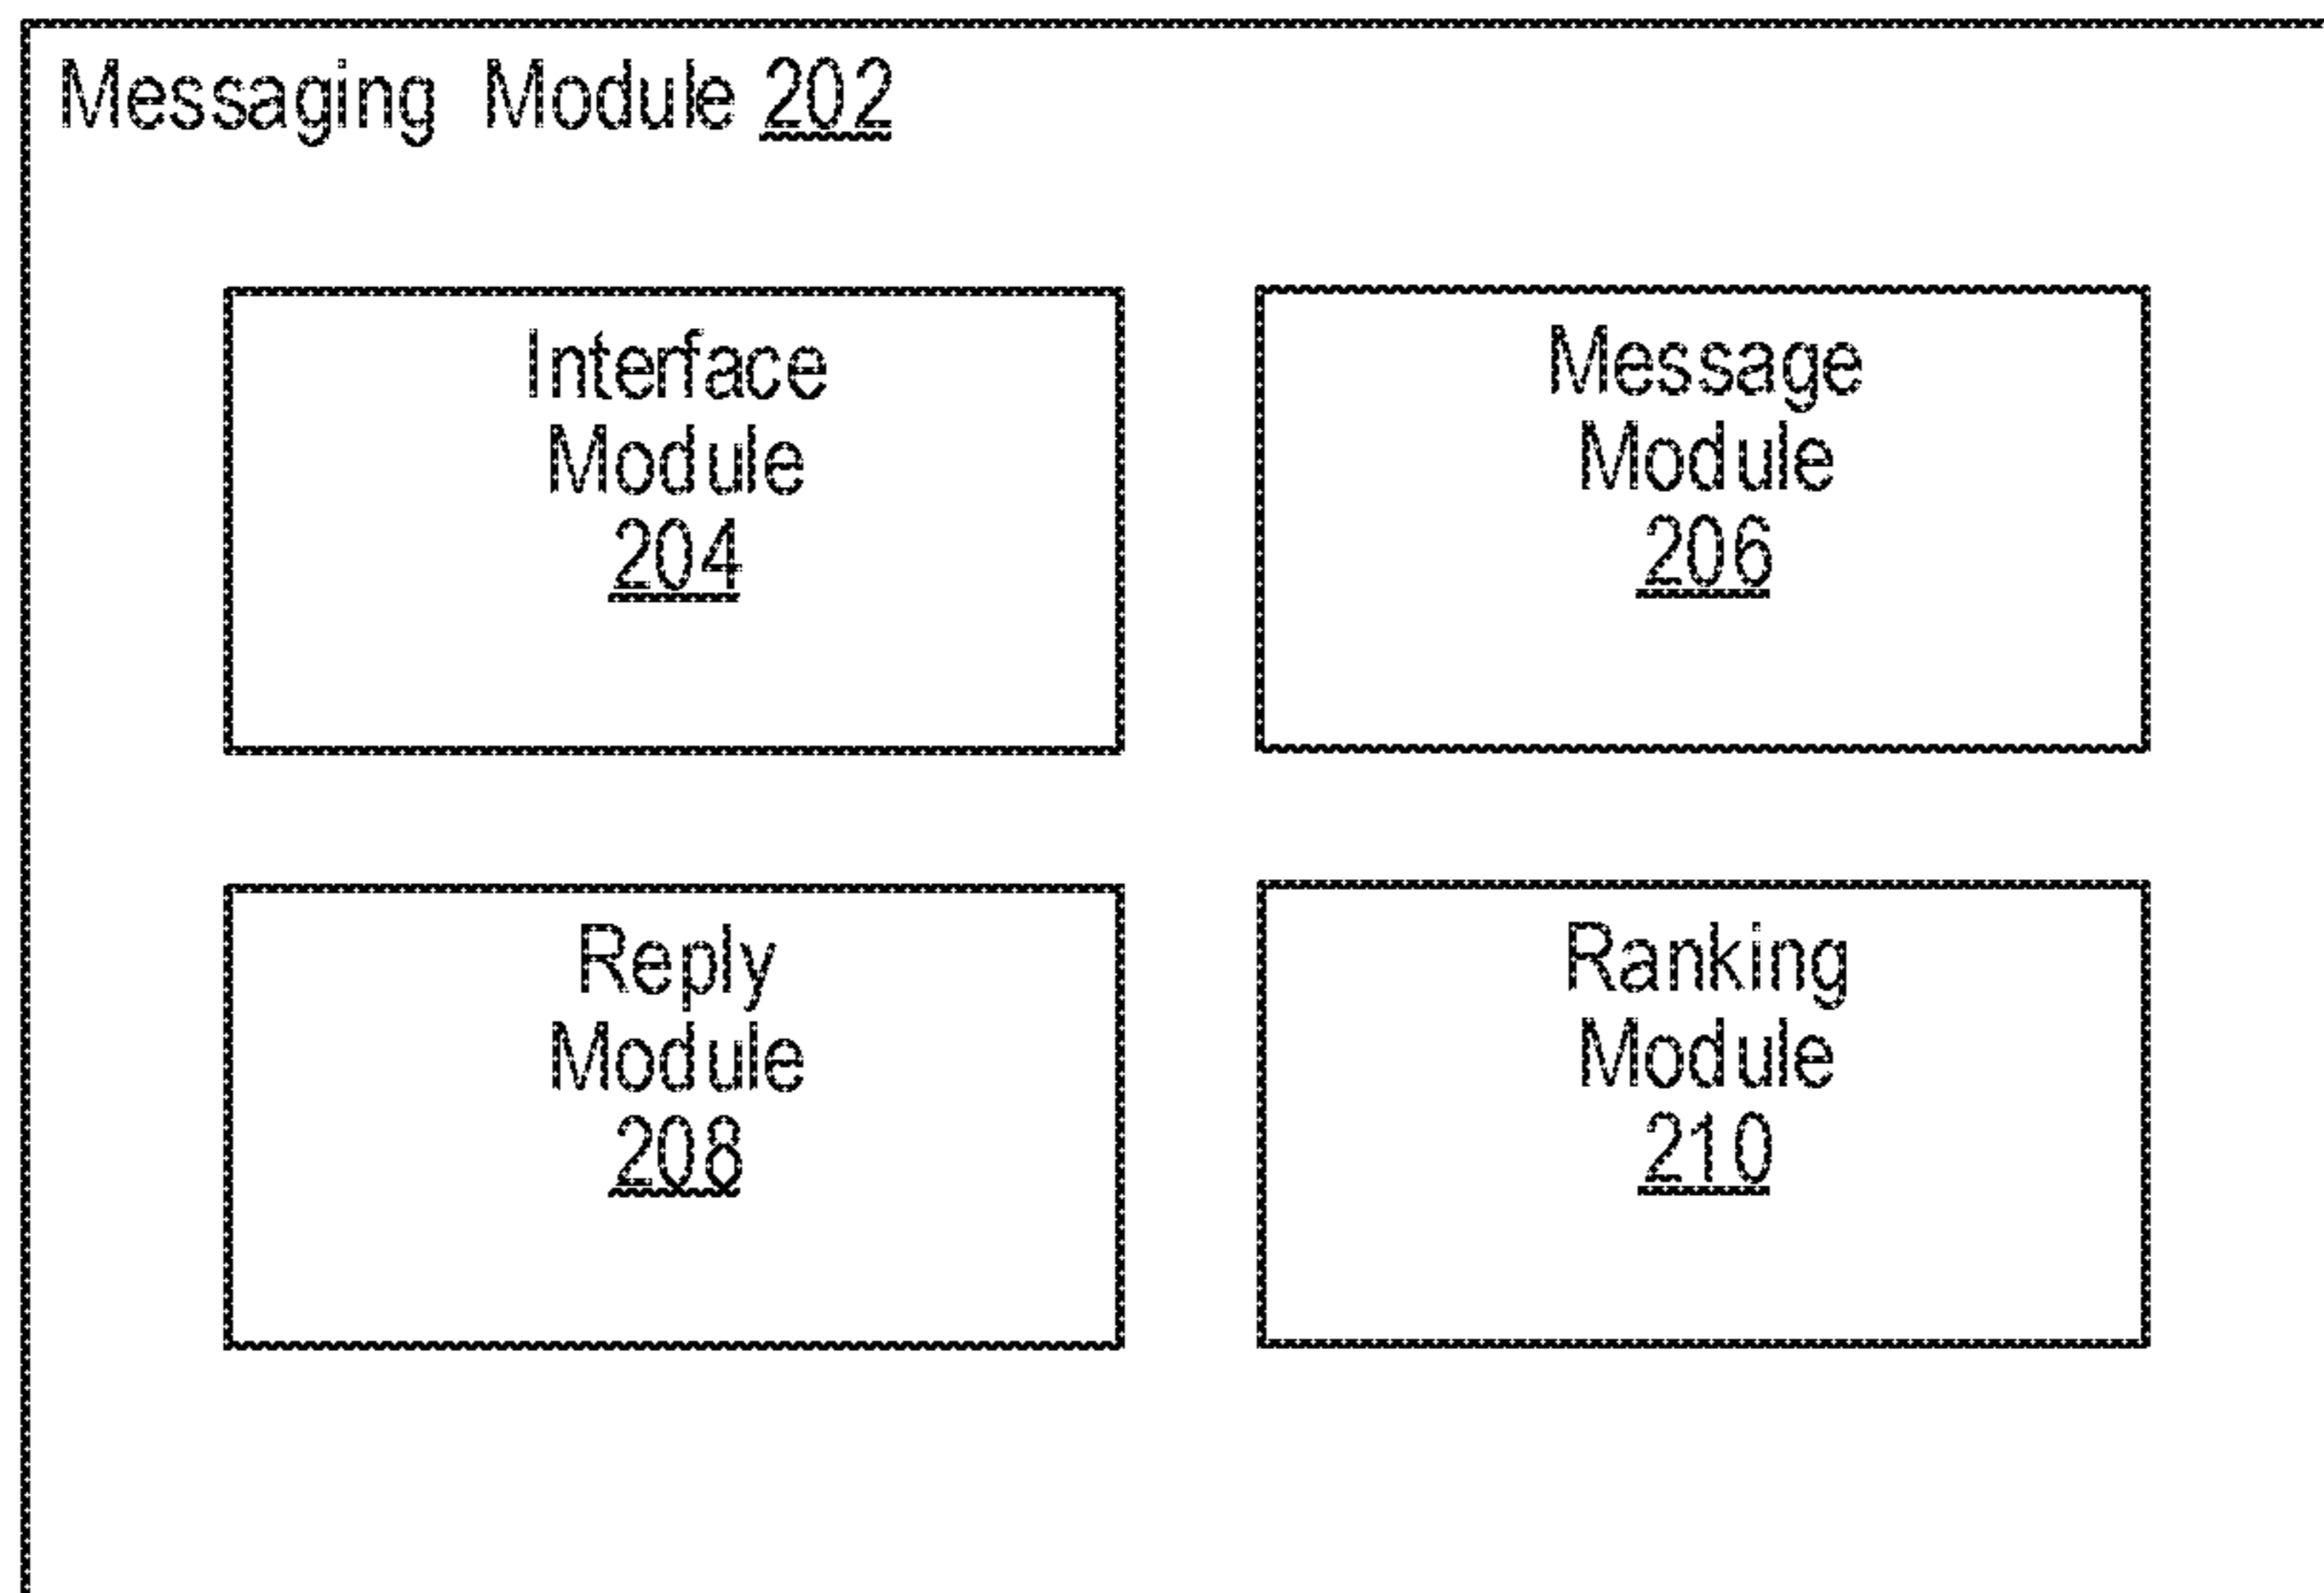 Messaging Module 202
Interface
Module
204
Message
Module
206
Reply
Module
208
Ranking
Module
210